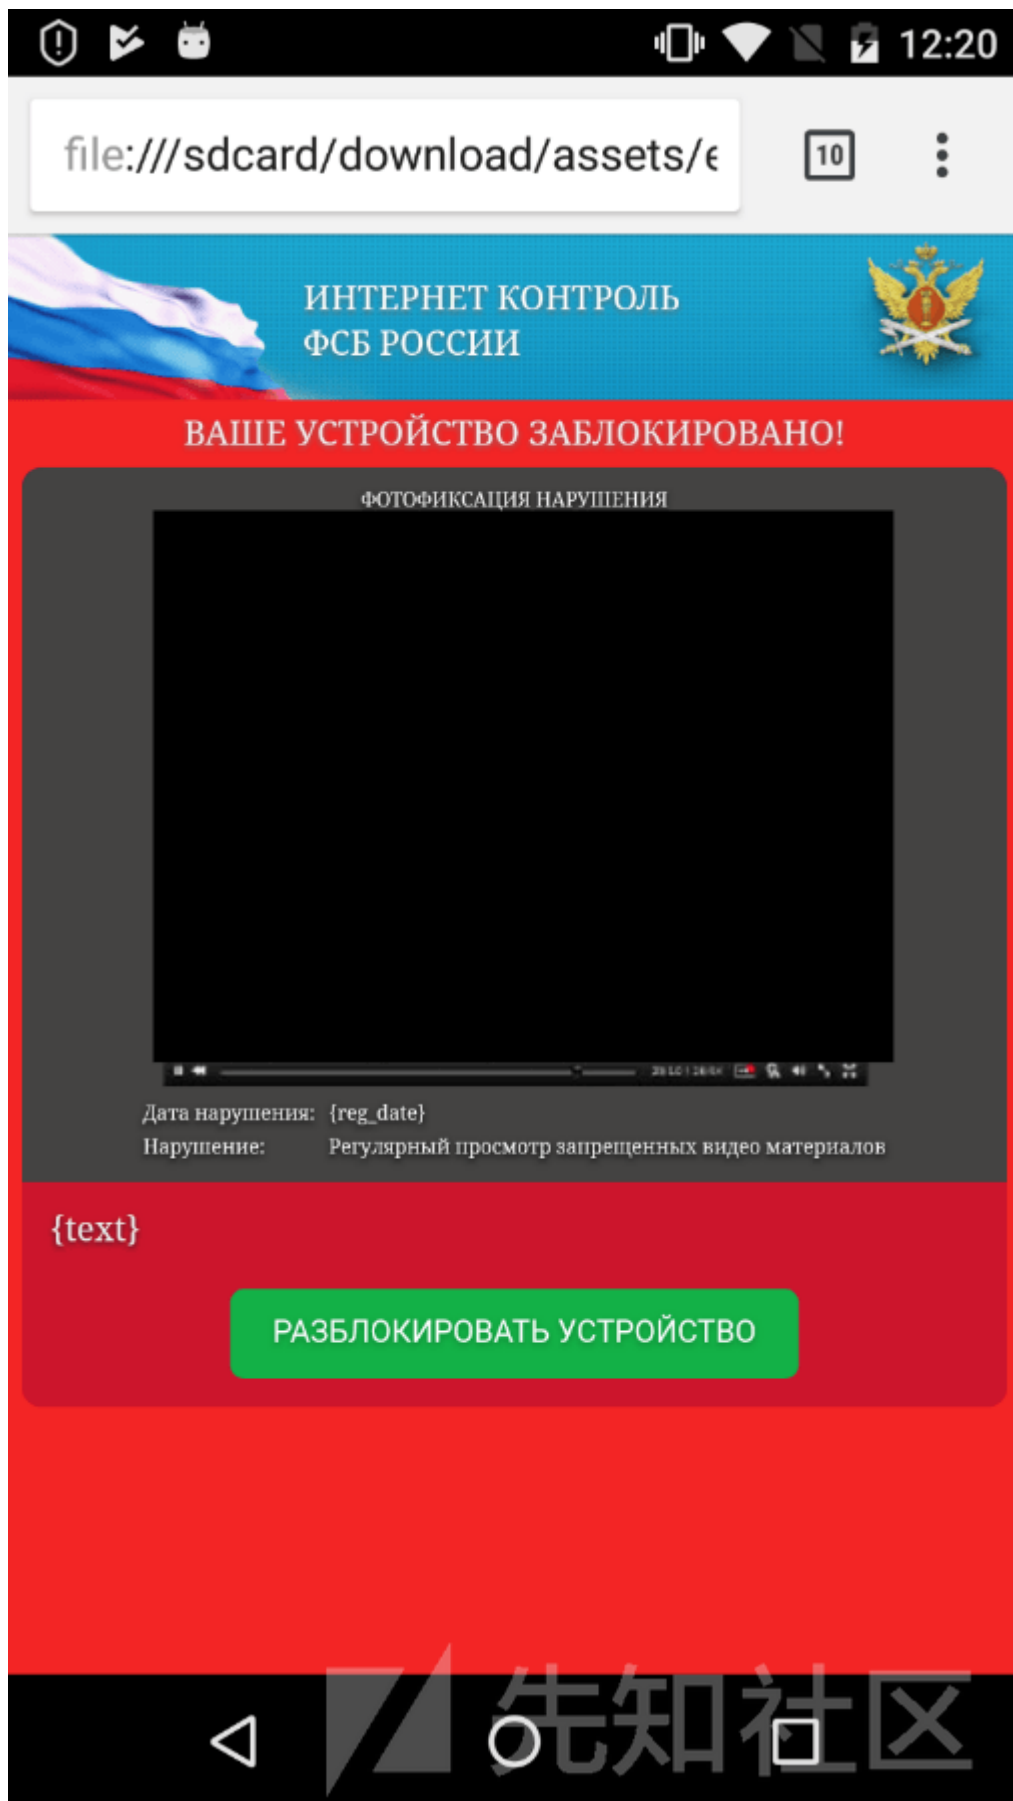 12:20
file:///sdcard/download/assets/e
10
ИНТЕРНЕТ КОНТРОЛЬ
ФСБ РОССИИ
ВАШЕ УСТРОЙСТВО ЗАБЛОКИРОВАНО!
ФОТОФИКСАЦИЯ НАРУШЕНИЯ
Дата нарушения: {reg_date}
Нарушение: Регулярный просмотр запрещенных видео материалов
{text}
РАЗБЛОКИРОВАТЬ УСТРОЙСТВО
先知社区